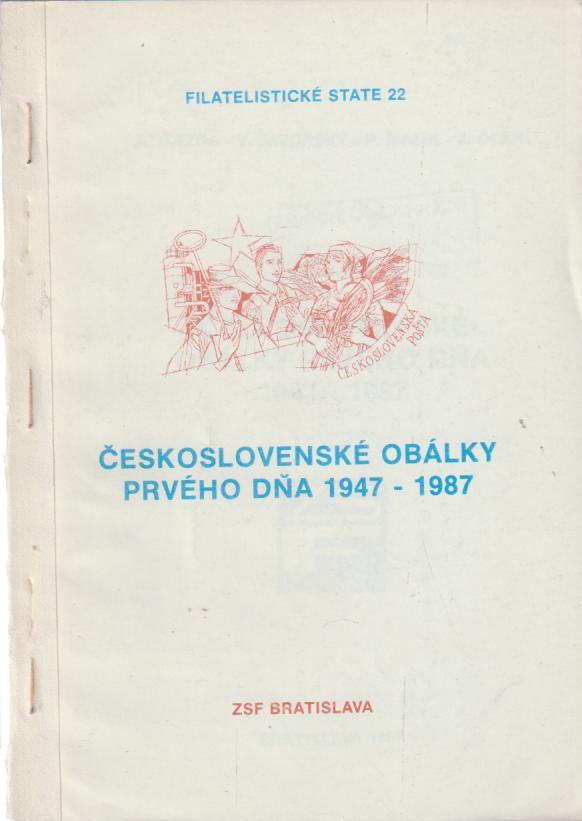 FILATELISTICKÉ STATE 22
ČESKOSLOVENSKÁ
POŠTA
ČESKOSLOVENSKÉ OBÁLKY
PRVÉHO DŇA 1947 - 1987
ZSF BRATISLAVA